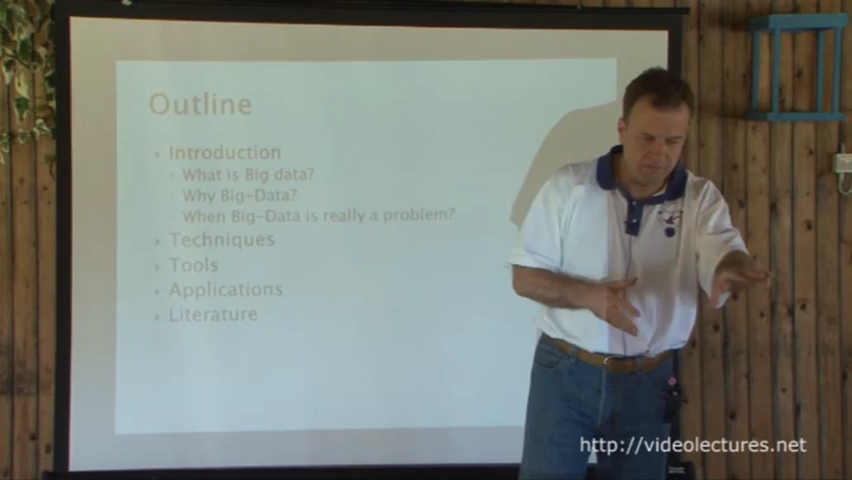 Outline
Introduction
What is Big data?
Why Big-Data?
When Big-Data is really a problem?
Techniques
Tools
Applications
Literature
http://videolectures.net